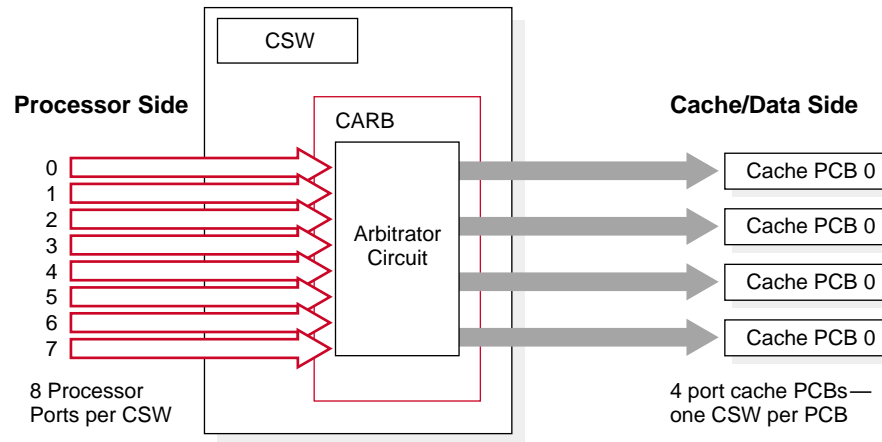 CSW
Processor Side
Cache/Data Side
CARB
0
1
2
3
4
5
6
7
Arbitrator
Circuit
Cache PCB 0
Cache PCB 0
Cache PCB 0
Cache PCB 0
8 Processor
Ports per CSW
4 port cache PCBs—
one CSW per PCB